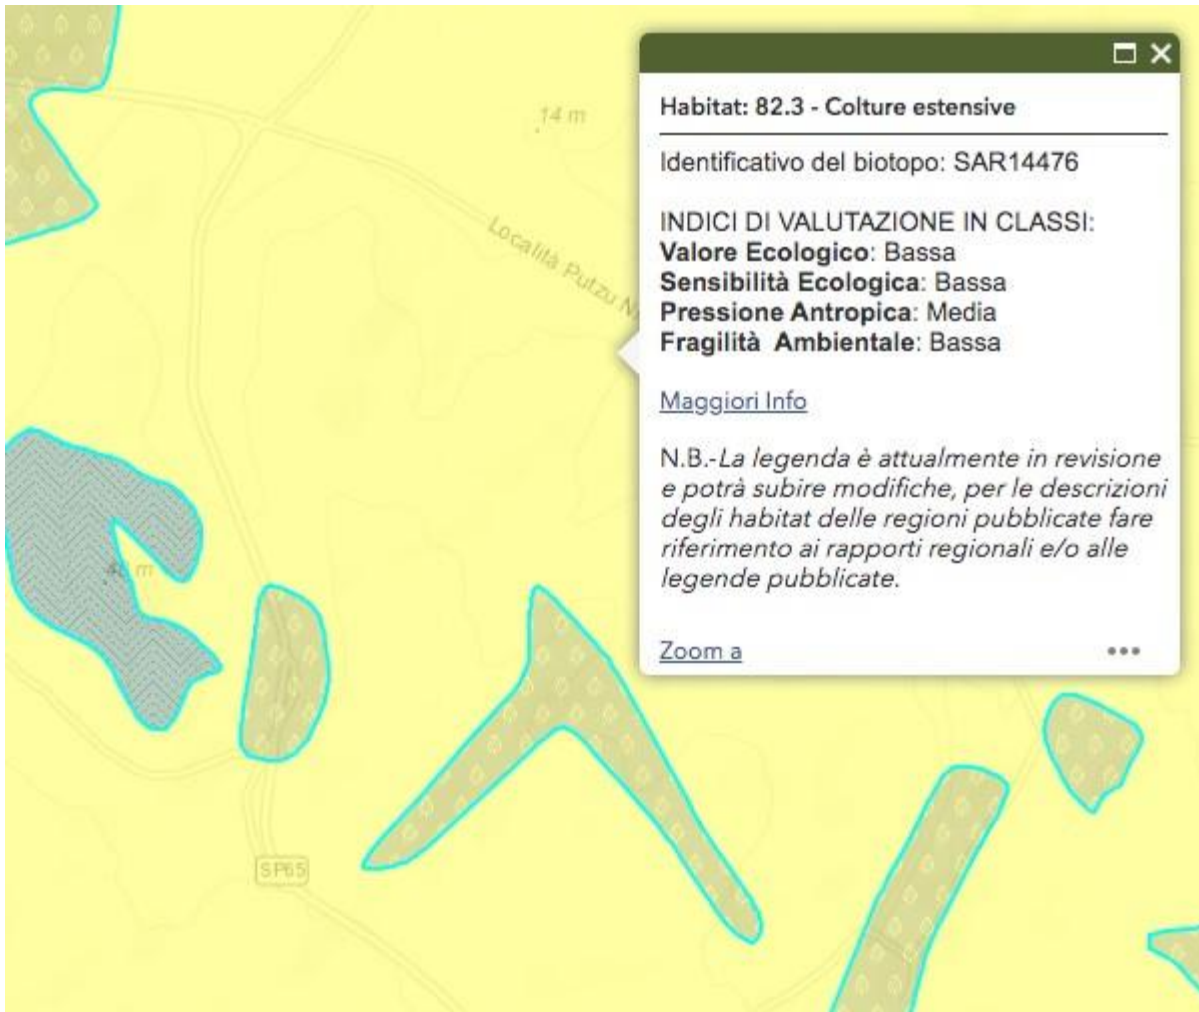 14 m
Località Putzu
48 m
SP65
Habitat: 82.3 - Colture estensive
Identificativo del biotopo: SAR14476
INDICI DI VALUTAZIONE IN CLASSI:
Valore Ecologico: Bassa
Sensibilità Ecologica: Bassa
Pressione Antropica: Media
Fragilità Ambientale: Bassa
Maggiori Info
N.B.-La legenda è attualmente in revisione
e potrà subire modifiche, per le descrizioni
degli habitat delle regioni pubblicate fare
riferimento ai rapporti regionali e/o alle
legende pubblicate.
Zoom a